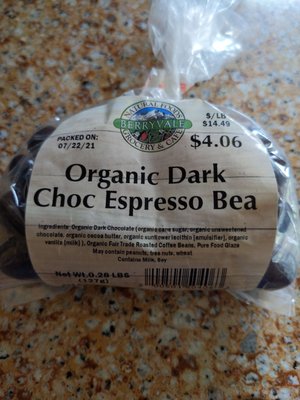 NATURAL FOODS
BERRYVALE
GROCERY & CAFE
PACKED ON:
07/22/21
$/LB
$14.49
$4.06
Organic Dark
Choc Espresso Bea
Ingredients: Organic Dark Chocolate (organic cane sugar, organic unsweetened
chocolate, organic cocoa butter, organic sunflower lecithin [emulsifier], organic
vanilla (milk) ), Organic Fair Trade Roasted Coffee Beans, Pure Food Glaze
May contain peanuts, tree nuts, wheat
Contains Milk, Soy
Net Wt.0.28 LBS
(127g)